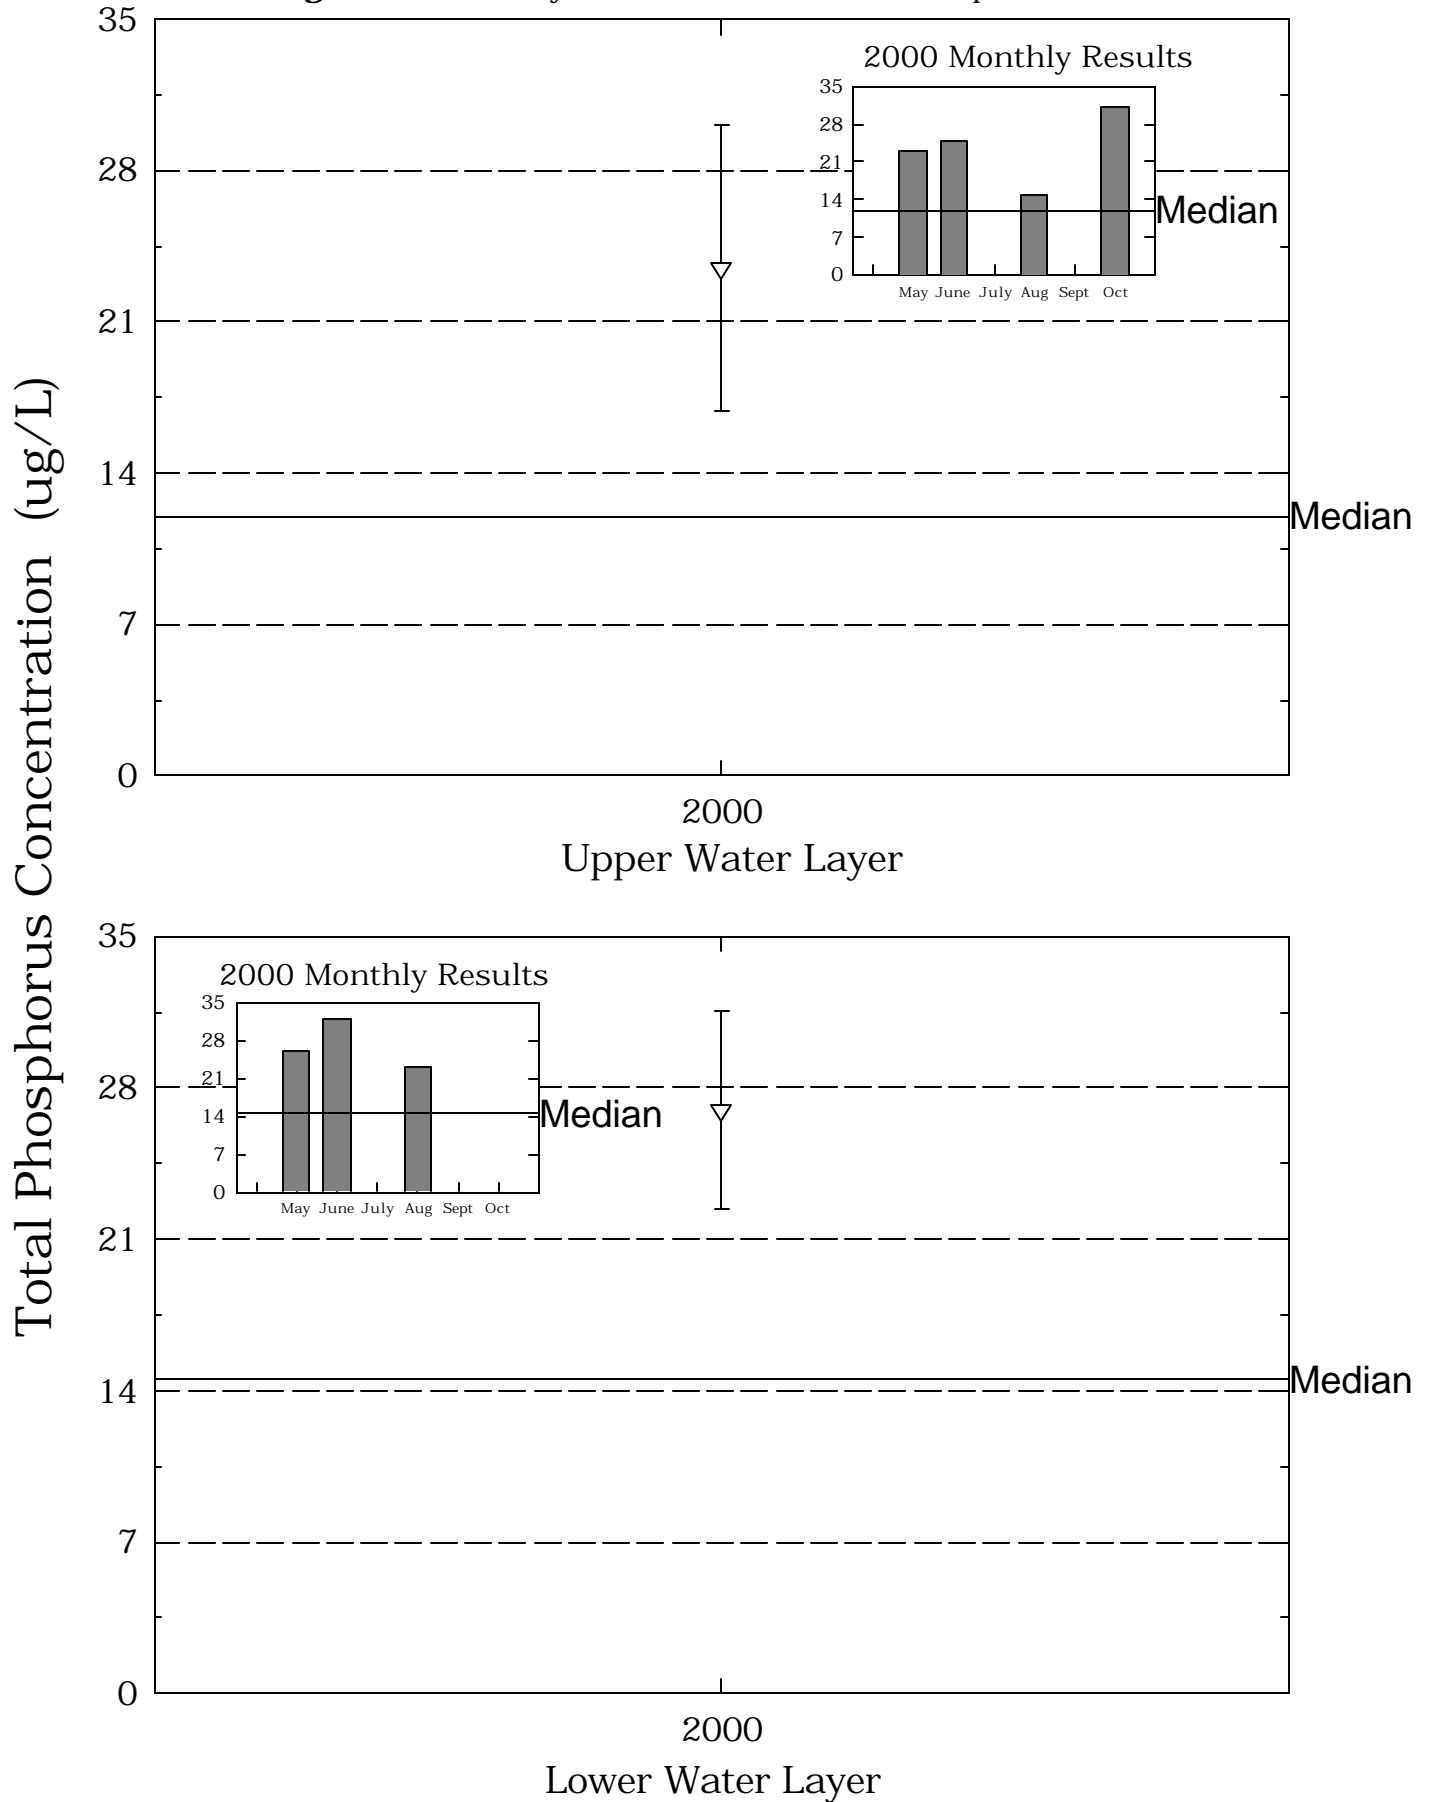 35
2000 Monthly Results
35
28
21
14
7
0
Median
May June July Aug Sept Oct
28
21
14
Median
7
0
2000
Upper Water Layer
Total Phosphorus Concentration (ug/L)
35
2000 Monthly Results
35
28
21
14
7
0
Median
May June July Aug Sept Oct
28
21
14
Median
7
0
2000
Lower Water Layer